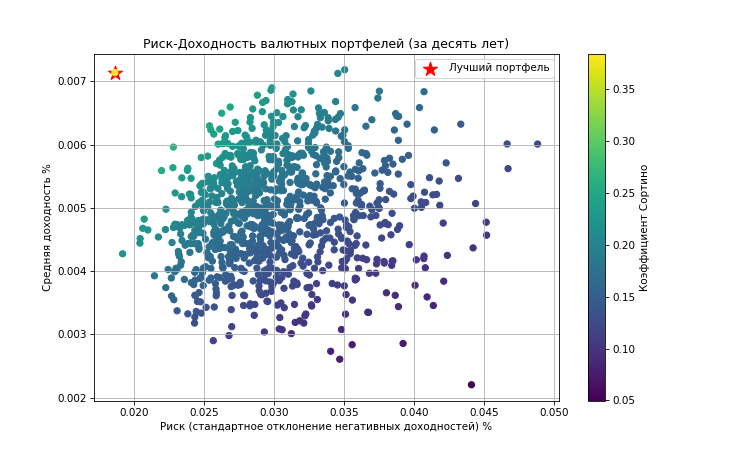 Риск-Доходность валютных портфелей (за десять лет)
Лучший портфель
0.007
0.006
0.005
0.004
0.003
0.002
Средняя доходность %
0.020 0.025 0.030 0.035 0.040 0.045 0.050
Риск (стандартное отклонение негативных доходностей) %
0.35
0.30
0.25
0.20
0.15
0.10
0.05
Коэффициент Сортино